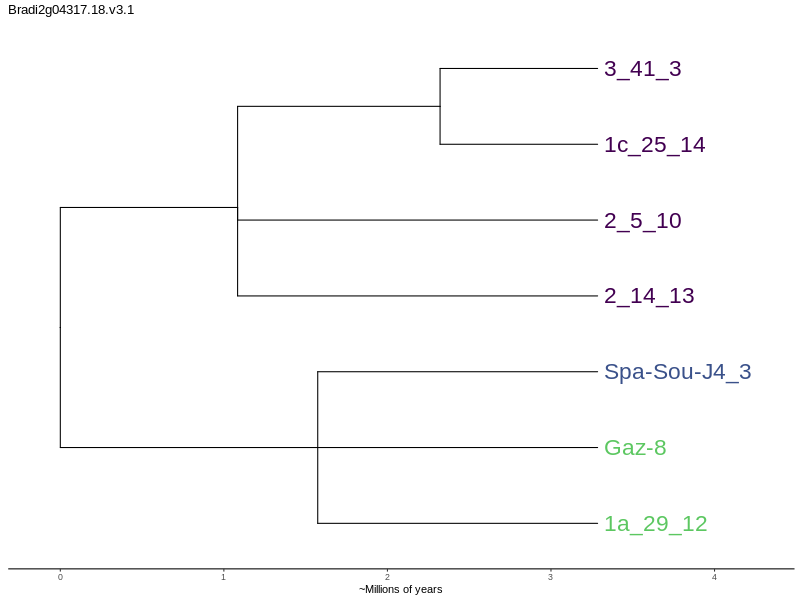 Bradi2g04317.18.v3.1
3_41_3
1c_25_14
2_5_10
2_14_13
Spa-Sou-J4_3
Gaz-8
1a_29_12
0 1 2 3 4
~Millions of years